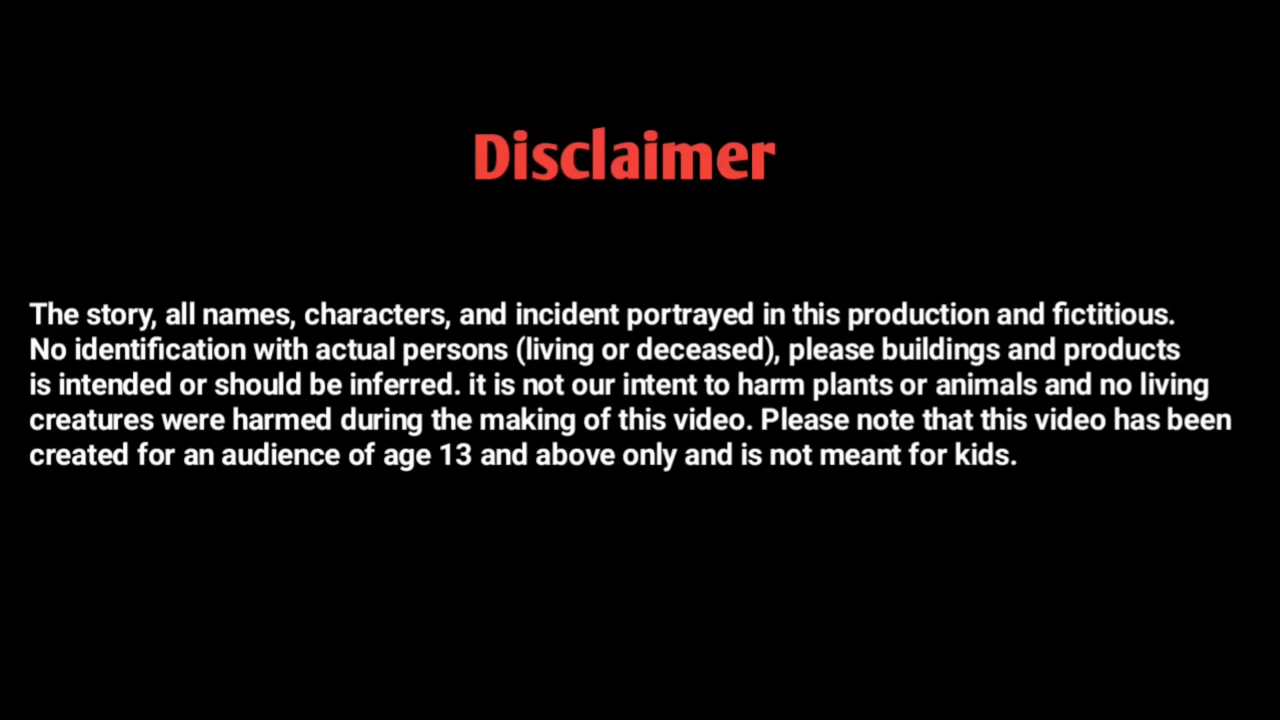 Disclaimer
The story, all names, characters, and incident portrayed in this production and fictitious.
No identification with actual persons (living or deceased), please buildings and products
is intended or should be inferred. it is not our intent to harm plants or animals and no living
creatures were harmed during the making of this video. Please note that this video has been
created for an audience of age 13 and above only and is not meant for kids.